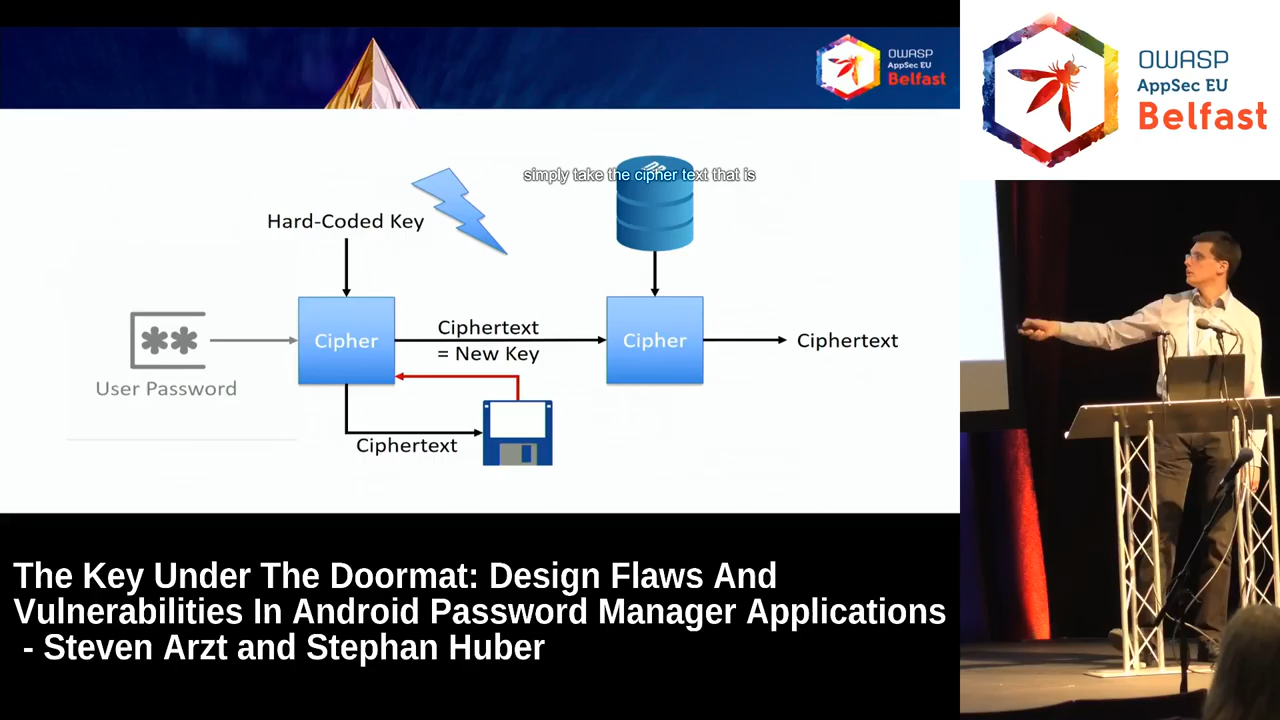 OWASP
AppSec EU
Belfast
OWASP
AppSec EU
Belfast
simply take the cipher text that is
Hard-Coded Key
Cipher
Ciphertext
= New Key
Cipher
Ciphertext
User Password
Ciphertext
The Key Under The Doormat: Design Flaws And
Vulnerabilities In Android Password Manager Applications
- Steven Arzt and Stephan Huber